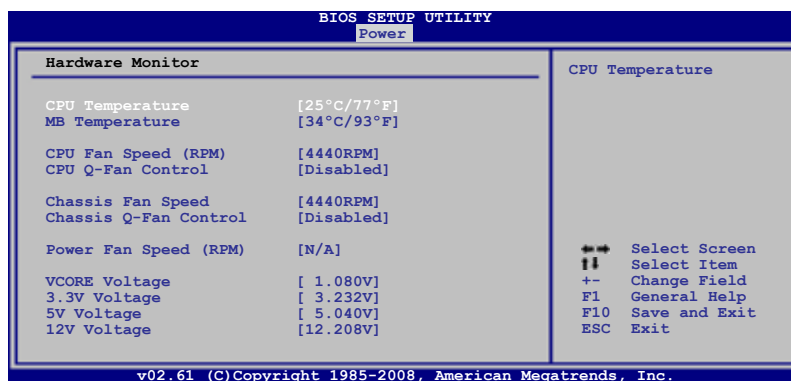 BIOS SETUP UTILITY
Power
Hardware Monitor
CPU Temperature [25°C/77°F]
MB Temperature [34°C/93°F]
CPU Fan Speed (RPM) [4440RPM]
CPU Q-Fan Control [Disabled]
Chassis Fan Speed [4440RPM]
Chassis Q-Fan Control [Disabled]
Power Fan Speed (RPM) [N/A]
VCORE Voltage [ 1.080V]
3.3V Voltage [ 3.232V]
5V Voltage [ 5.040V]
12V Voltage [12.208V]
CPU Temperature
Select Screen
Select Item
+- Change Field
F1 General Help
F10 Save and Exit
ESC Exit
v02.61 (C)Copyright 1985-2008, American Megatrends, Inc.